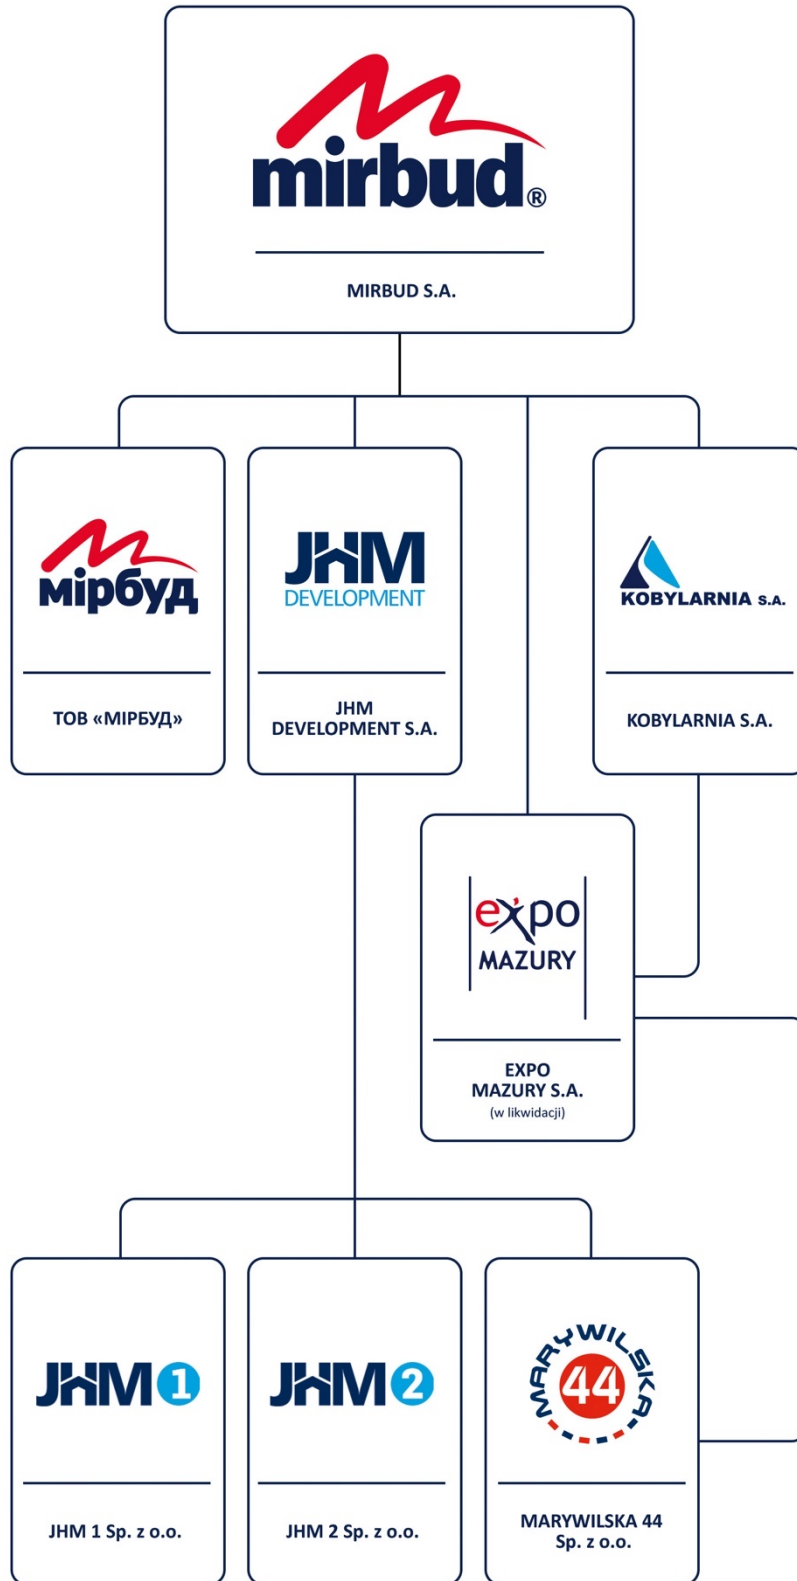 mirbud®
MIRBUD S.A.
мірбуд
ТОВ «МІРБУД»
JHM
DEVELOPMENT
JHM
DEVELOPMENT S.A.
KOBYLARNIA S.A.
KOBYLARNIA S.A.
expo
MAZURY
EXPO
MAZURY S.A.
(w likwidacji)
JHM 1
JHM 1 Sp. z o.o.
JHM 2
JHM 2 Sp. z o.o.
MARYWILSKA
44
MARYWILSKA 44
Sp. z o.o.